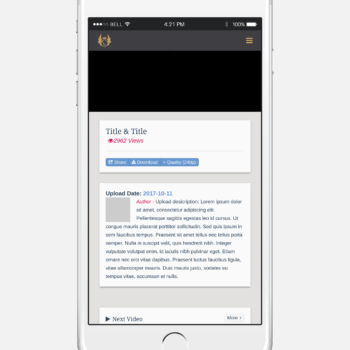 BELL 4:21 PM 100%
Title & Title
2962 Views
Share Download Quality (240p)
Upload Date: 2017-10-11
Author - Upload desicription: Lorem ipsum dolor
sit amet, consectetur adipiscing elit.
Pellentesque sagittis egestas leo id cursus. Ut
congue mauris placerat porttitor sollicitudin. Sed quis ipsum in
sem faucibus tempus. Praesent sit amet tellus nec tellus porta
semper. Nulla in suscipit velit, quis hendrerit nibh. Integer
vulputate volutpat enim, id iaculis nibh pulvinar eget. Etiam
ornare nec orci vitae dapibus. Praesent luctus faucibus ligula,
vitae ullamcorper mauris. Duis mauris justo, sodales eu
tempus vitae, accumsan et nulla.
Next Video More